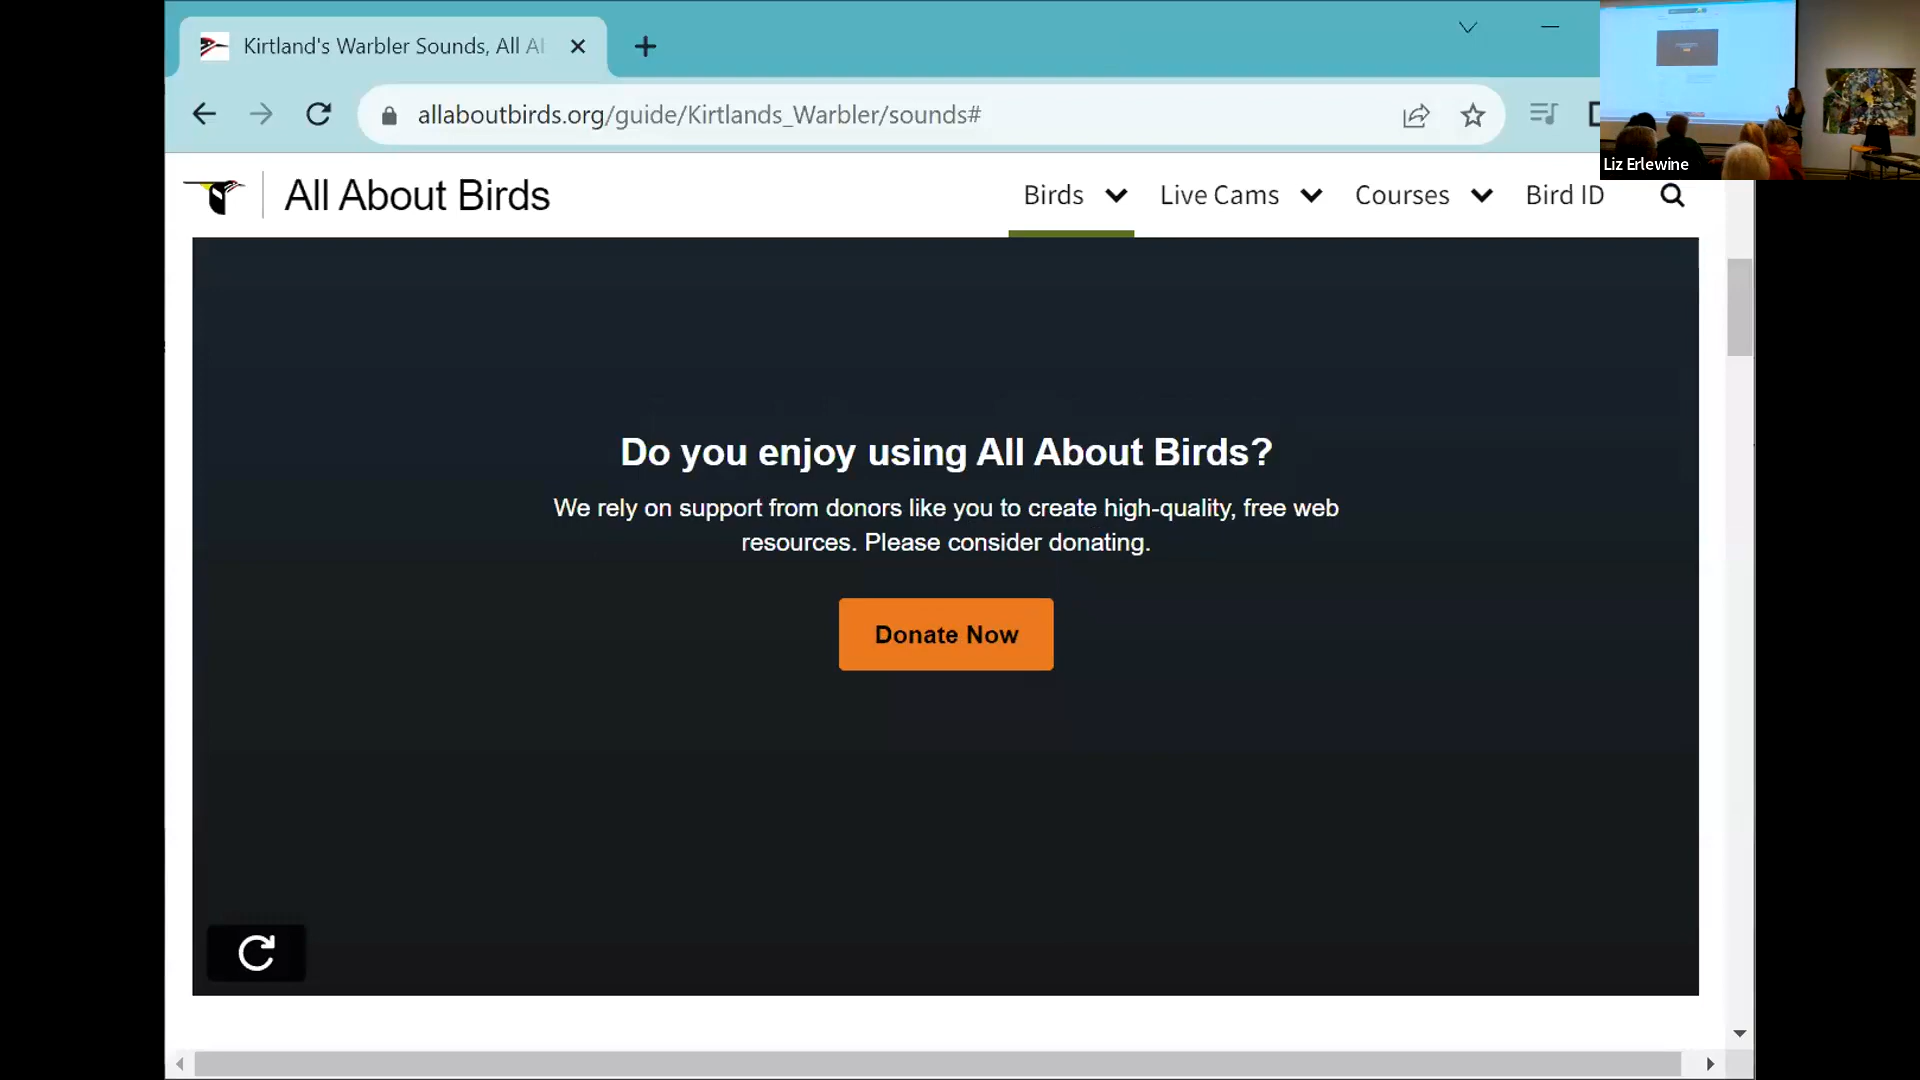 Kirtland's Warbler Sounds, All Al
allaboutbirds.org/guide/Kirtlands_Warbler/sounds#
Liz Erlewine
All About Birds
Birds Live Cams Courses Bird ID
Do you enjoy using All About Birds?
We rely on support from donors like you to create high-quality, free web
resources. Please consider donating.
Donate Now